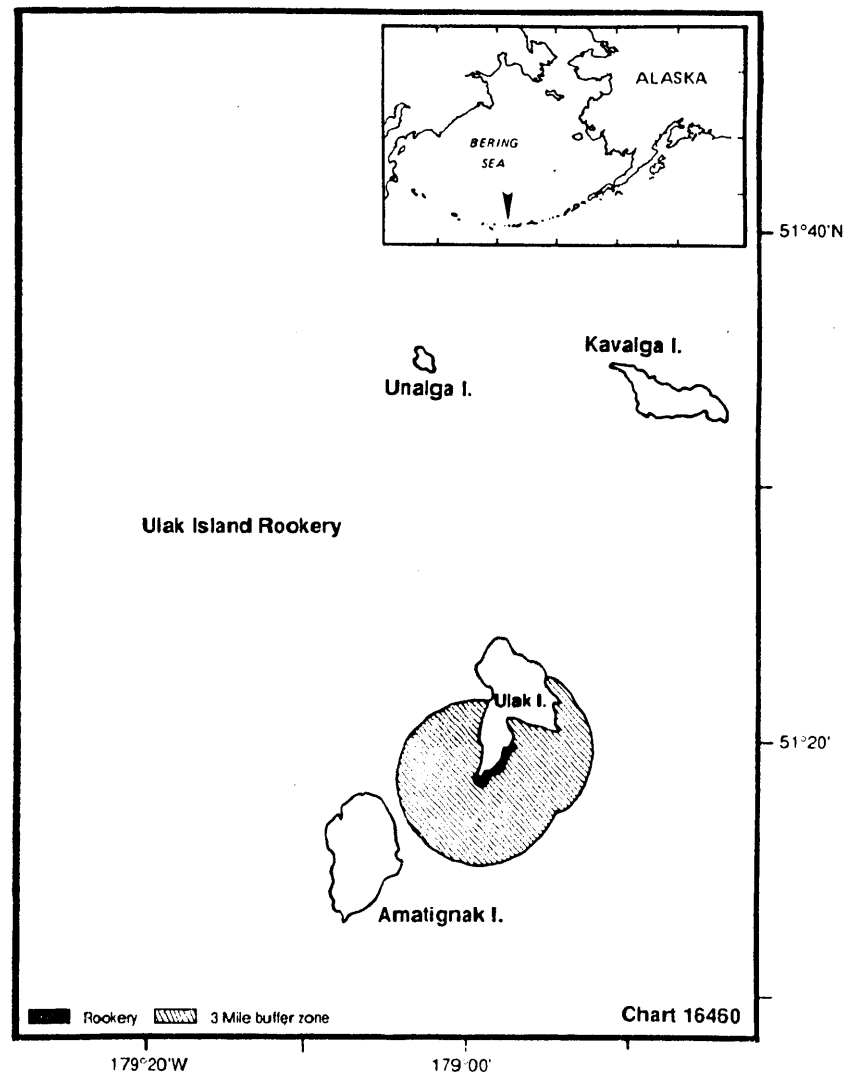 ALASKA
BERING
SEA
51°40'N
Kavalga I.
Unalga I.
Ulak Island Rookery
Ulak I.
51°20'
Amatignak I.
Rookery
3 Mile buffer zone
Chart 16460
179°20'W
179°00'